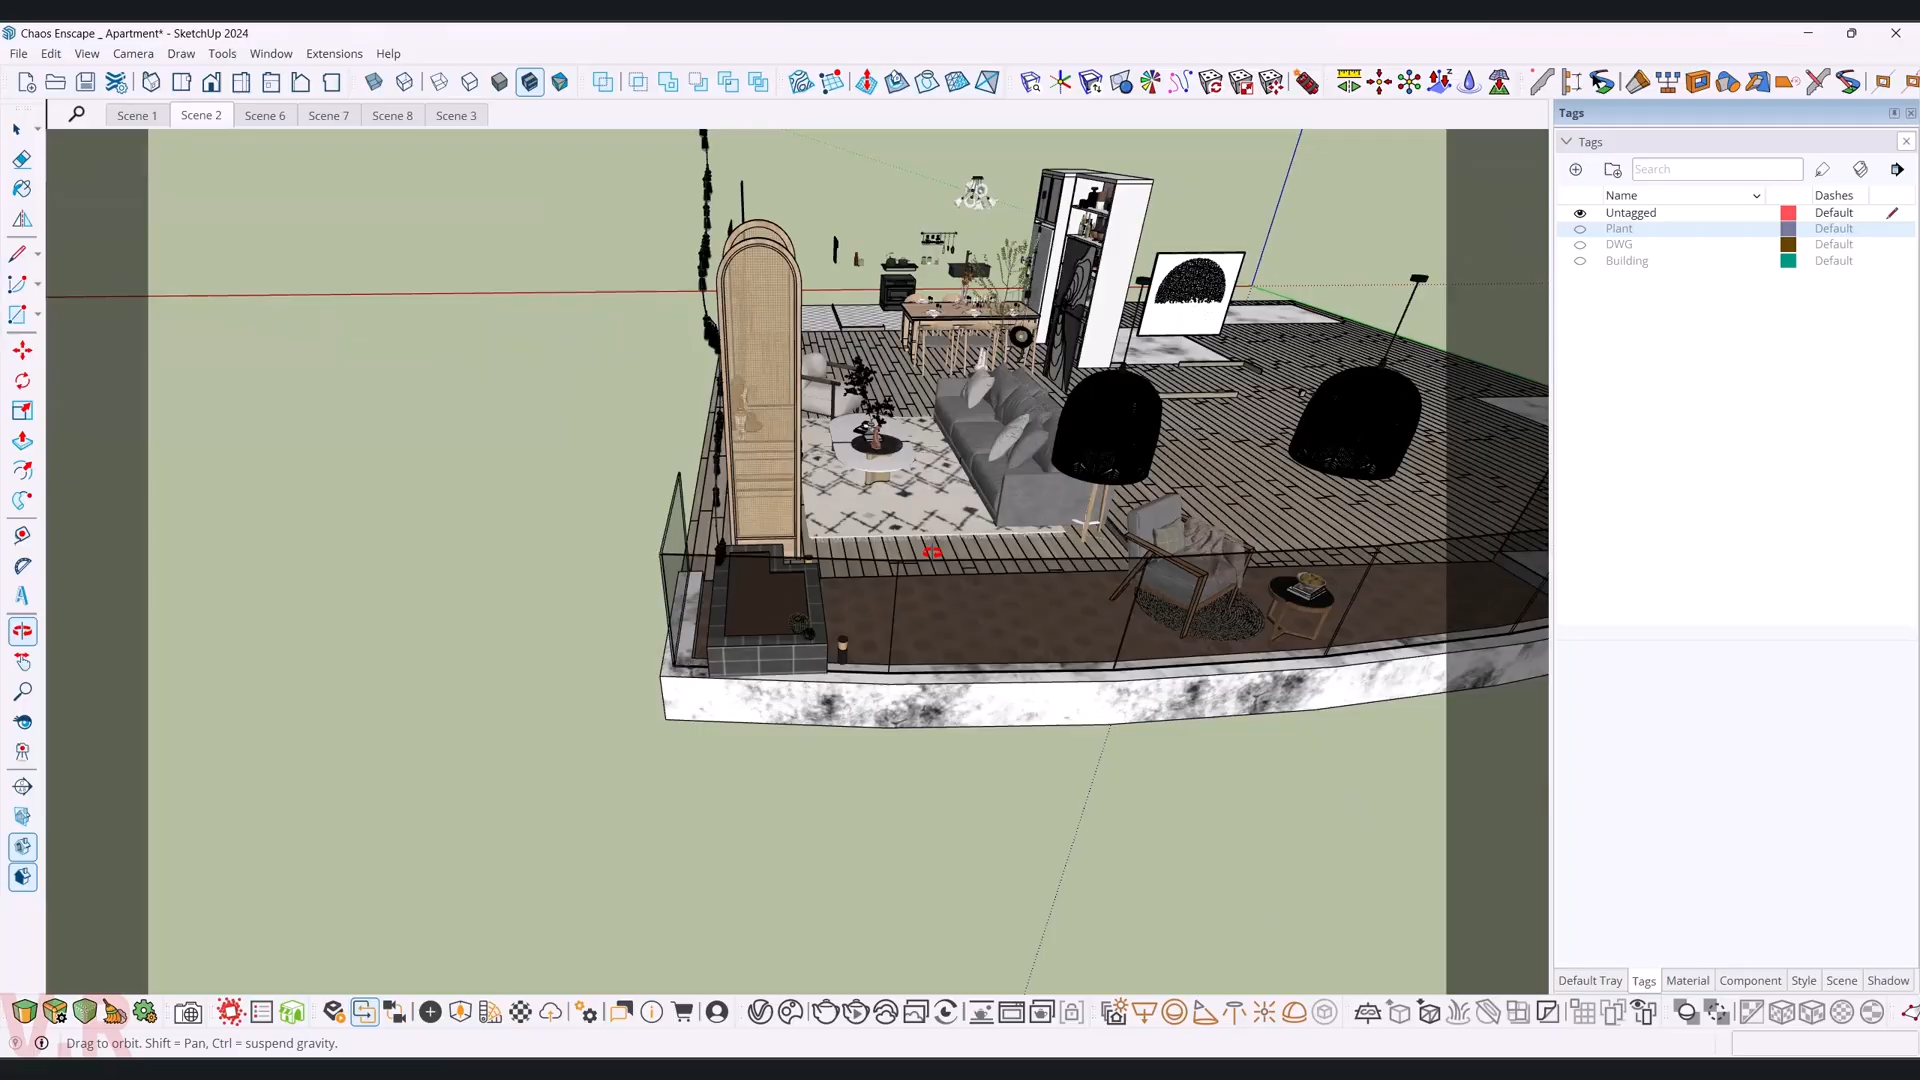 Chaos Enscape _ Apartment* - SketchUp 2024
File Edit View Camera Draw Tools Window Extensions Help
Scene 1 Scene 2 Scene 6 Scene 7 Scene 8 Scene 3
Tags
Tags
Search
Name Dashes
Untagged Default
Plant Default
DWG Default
Building Default
Default Tray Tags Material Component Style Scene Shadow
Drag to orbit. Shift = Pan, Ctrl = suspend gravity.